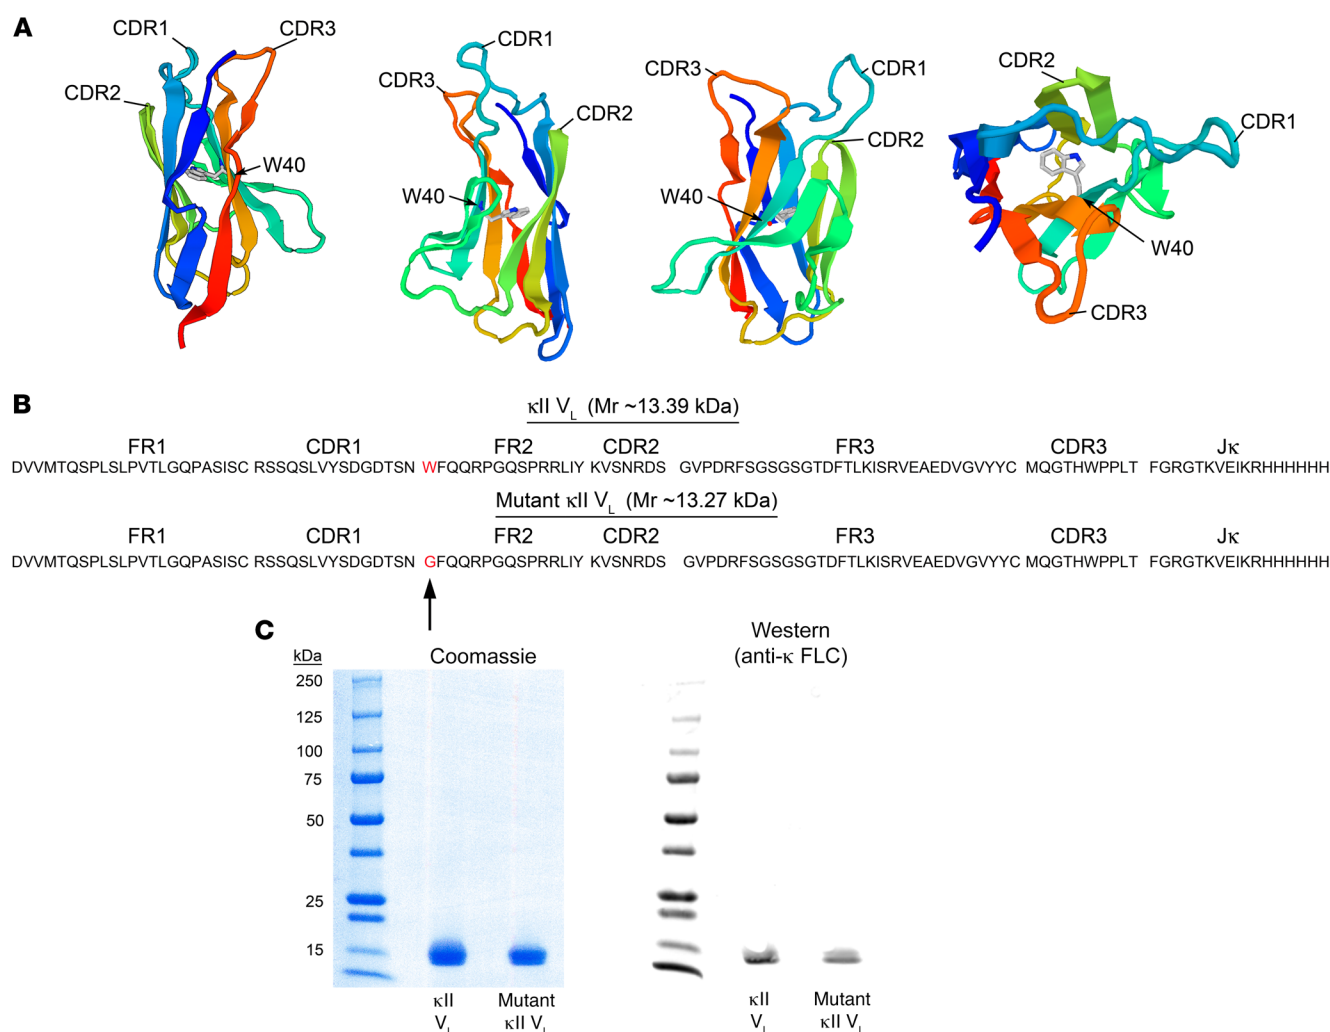 A
CDR1
CDR3
CDR2
W40
CDR1
CDR3
CDR2
W40
CDR3
CDR1
CDR2
W40
CDR2
CDR1
W40
CDR3
B
κII VL (Mr ~13.39 kDa)
FR1 CDR1 FR2 CDR2 FR3 CDR3 Jκ
DVVMTQSPLSLPVTLGQPASISC RSSQSLVYSDGDTSN WFQQRPGQSPRRLIY KVSNRDS GVPDRFSGSGSGTDFTLKISRVEAEDVGVYYC MQGTHWPPLT FGRGTKVEIKRHHHHHH
Mutant κII VL (Mr ~13.27 kDa)
FR1 CDR1 FR2 CDR2 FR3 CDR3 Jκ
DVVMTQSPLSLPVTLGQPASISC RSSQSLVYSDGDTSN GFQQRPGQSPRRLIY KVSNRDS GVPDRFSGSGSGTDFTLKISRVEAEDVGVYYC MQGTHWPPLT FGRGTKVEIKRHHHHHH
C
Western
kDa Coomassie (anti-κ FLC)
250
125
100
75
50
25
15
κII Mutant κII Mutant
VL κII VL VL κII VL